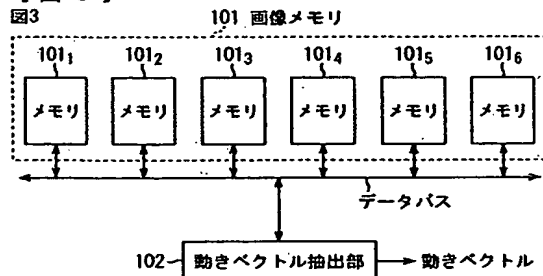 図3
101 画像メモリ
101₁ 101₂ 101₃ 101₄ 101₅ 101₆
メモリ メモリ メモリ メモリ メモリ メモリ
データバス
102 動きベクトル抽出部 動きベクトル